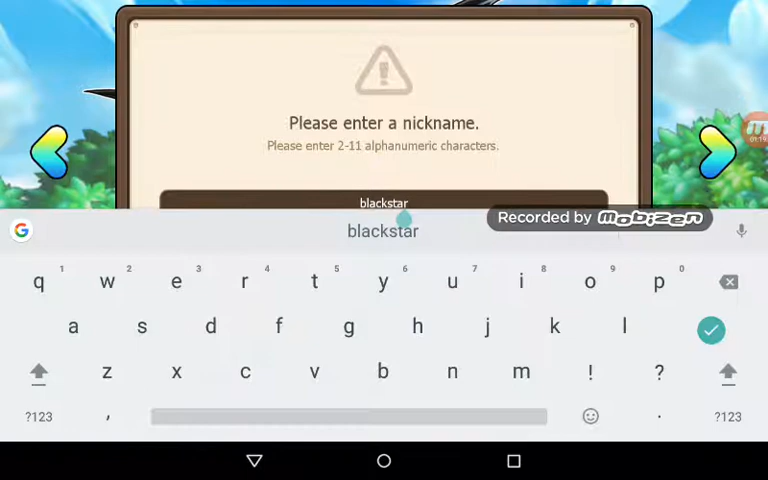 Please enter a nickname.
Please enter 2-11 alphanumeric characters.
blackstar
Recorded by mobizen
blackstar
1 2 3 4 5 6 7 8 9 0
q w e r t y u i o p
a s d f g h j k l
z x c v b n m ! ?
?123 , . ?123